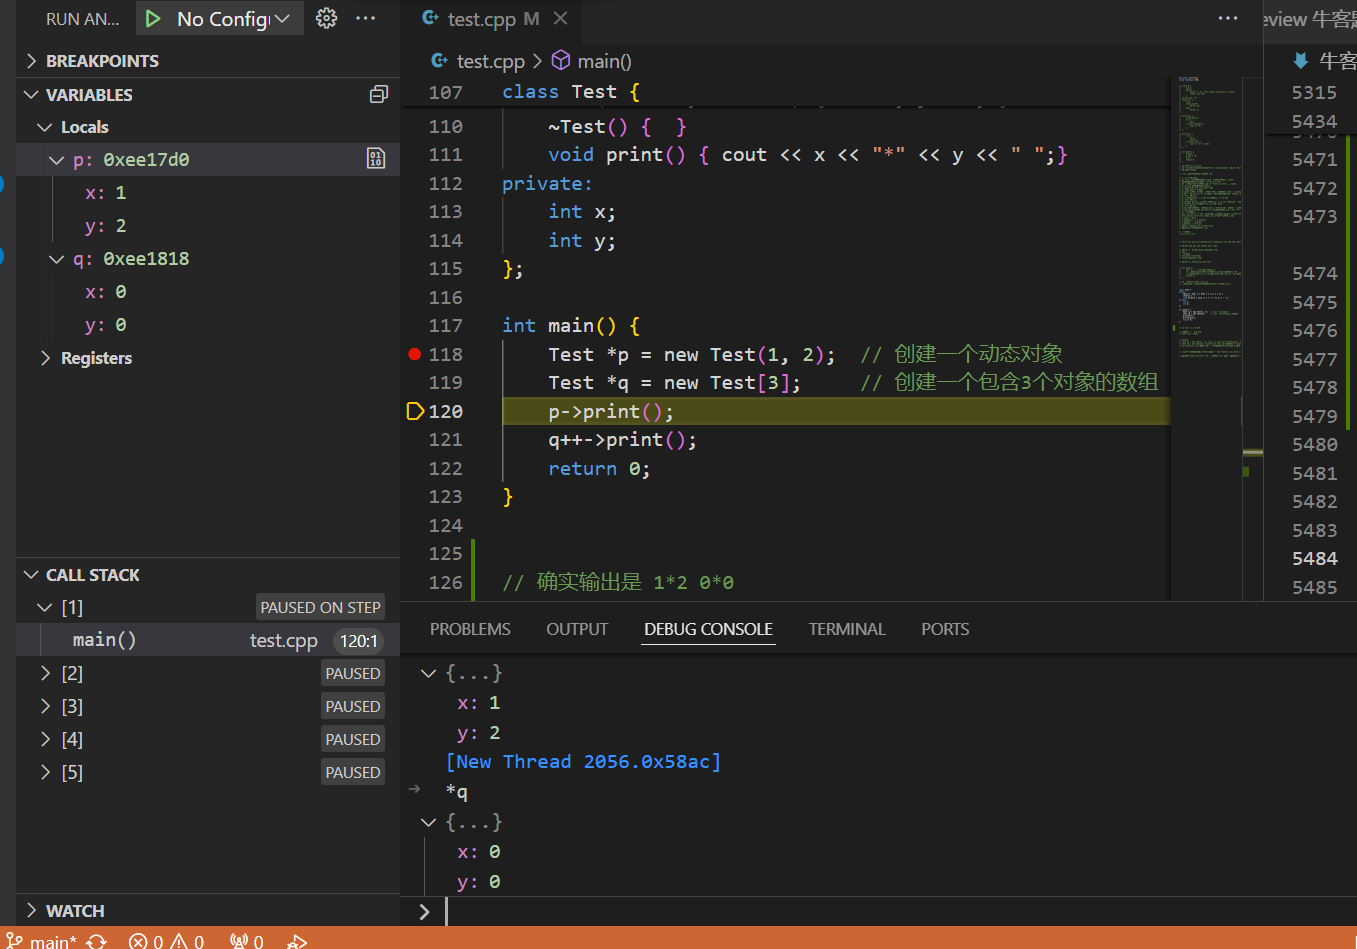 RUN AN... No Config
BREAKPOINTS
VARIABLES
Locals
p: 0xee17d0
x: 1
y: 2
q: 0xee1818
x: 0
y: 0
Registers
CALL STACK
[1] PAUSED ON STEP
main() test.cpp 120:1
[2] PAUSED
[3] PAUSED
[4] PAUSED
[5] PAUSED
WATCH
test.cpp M
test.cpp > main()
107 class Test {
110 ~Test() {  }
111 void print() { cout << x << "*" << y << " ";}
112 private:
113 int x;
114 int y;
115 };
116
117 int main() {
118 Test *p = new Test(1, 2);  // 创建一个动态对象
119 Test *q = new Test[3];     // 创建一个包含3个对象的数组
120 p->print();
121 q++->print();
122 return 0;
123 }
124
125
126 // 确实输出是 1*2 0*0
PROBLEMS OUTPUT DEBUG CONSOLE TERMINAL PORTS
{...}
x: 1
y: 2
[New Thread 2056.0x58ac]
*q
{...}
x: 0
y: 0
>
eview 牛客
牛客
5315
5434
5471
5472
5473
5474
5475
5476
5477
5478
5479
5480
5481
5482
5483
5484
5485
main* 0 0 0